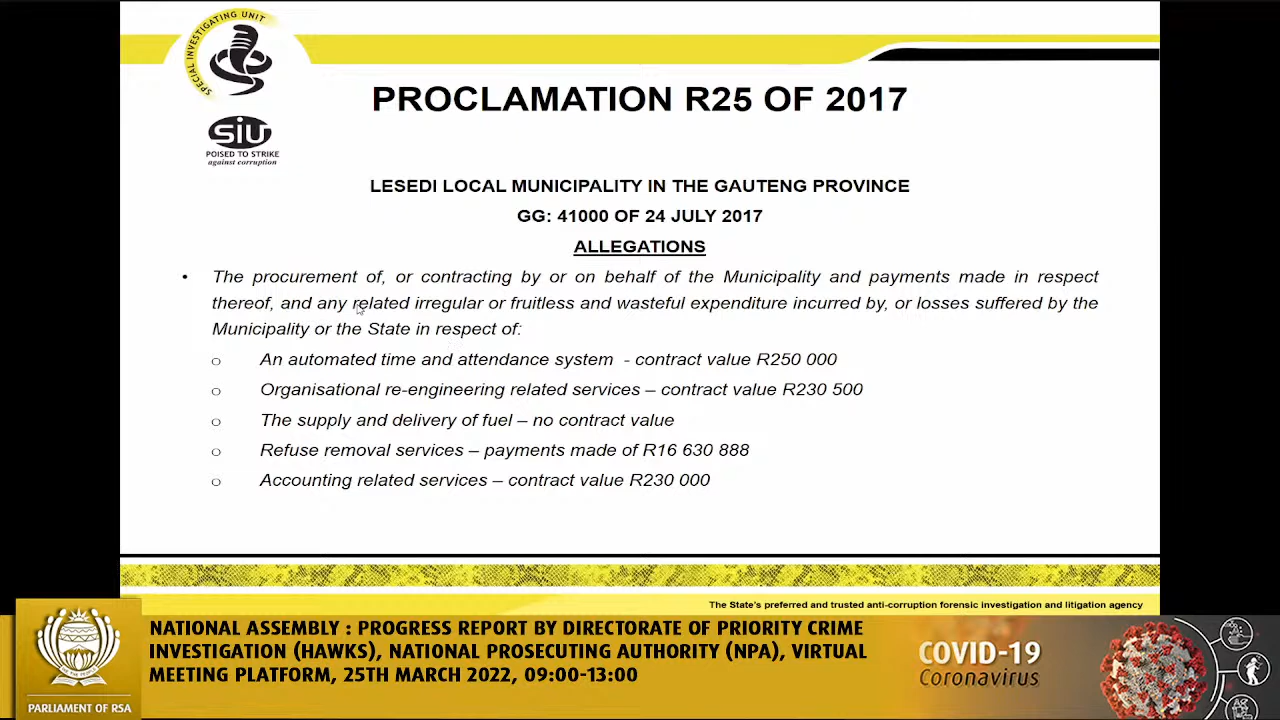 SPECIAL INVESTIGATING UNIT
SIU
POISED TO STRIKE
against corruption
PROCLAMATION R25 OF 2017
LESEDI LOCAL MUNICIPALITY IN THE GAUTENG PROVINCE
GG: 41000 OF 24 JULY 2017
ALLEGATIONS
• The procurement of, or contracting by or on behalf of the Municipality and payments made in respect
thereof, and any related irregular or fruitless and wasteful expenditure incurred by, or losses suffered by the
Municipality or the State in respect of:
o An automated time and attendance system - contract value R250 000
o Organisational re-engineering related services – contract value R230 500
o The supply and delivery of fuel – no contract value
o Refuse removal services – payments made of R16 630 888
o Accounting related services – contract value R230 000
The State's preferred and trusted anti-corruption forensic investigation and litigation agency
NATIONAL ASSEMBLY : PROGRESS REPORT BY DIRECTORATE OF PRIORITY CRIME
INVESTIGATION (HAWKS), NATIONAL PROSECUTING AUTHORITY (NPA), VIRTUAL
MEETING PLATFORM, 25TH MARCH 2022, 09:00-13:00
PARLIAMENT OF RSA
COVID-19
Coronavirus